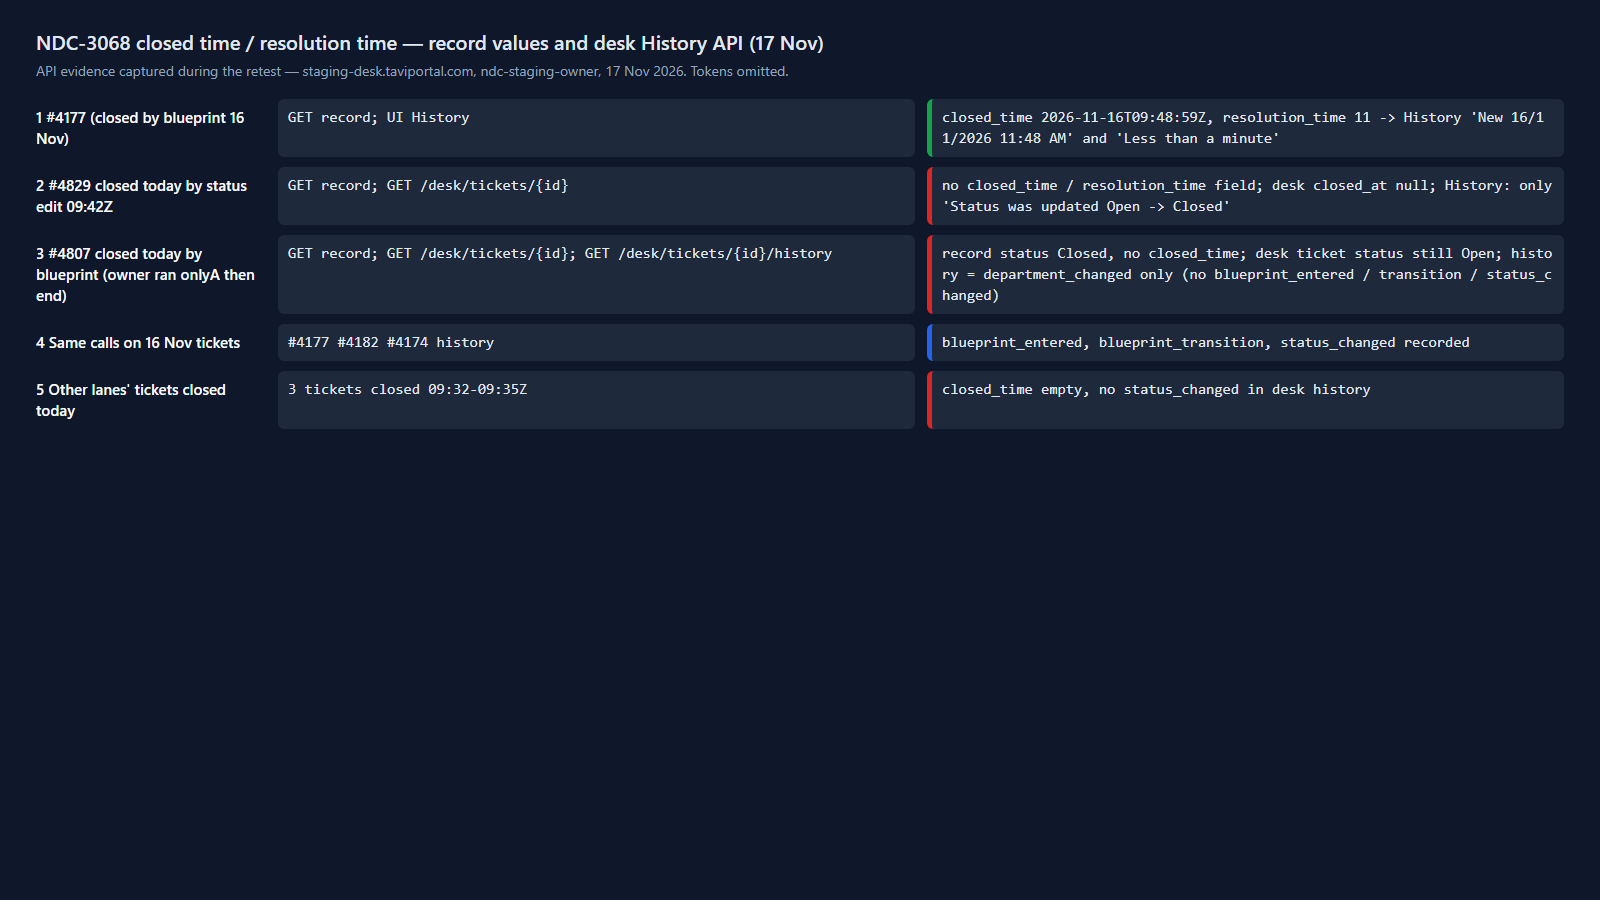 NDC-3068 closed time / resolution time — record values and desk History API (17 Nov)
API evidence captured during the retest — staging-desk.taviportal.com, ndc-staging-owner, 17 Nov 2026. Tokens omitted.
1 #4177 (closed by blueprint 16
Nov)
GET record; UI History
closed_time 2026-11-16T09:48:59Z, resolution_time 11 -> History 'New 16/1
1/2026 11:48 AM' and 'Less than a minute'
2 #4829 closed today by status
edit 09:42Z
GET record; GET /desk/tickets/{id}
no closed_time / resolution_time field; desk closed_at null; History: only
'Status was updated Open -> Closed'
3 #4807 closed today by
blueprint (owner ran onlyA then
end)
GET record; GET /desk/tickets/{id}; GET /desk/tickets/{id}/history
record status Closed, no closed_time; desk ticket status still Open; histo
ry = department_changed only (no blueprint_entered / transition / status_c
hanged)
4 Same calls on 16 Nov tickets
#4177 #4182 #4174 history
blueprint_entered, blueprint_transition, status_changed recorded
5 Other lanes' tickets closed
today
3 tickets closed 09:32-09:35Z
closed_time empty, no status_changed in desk history